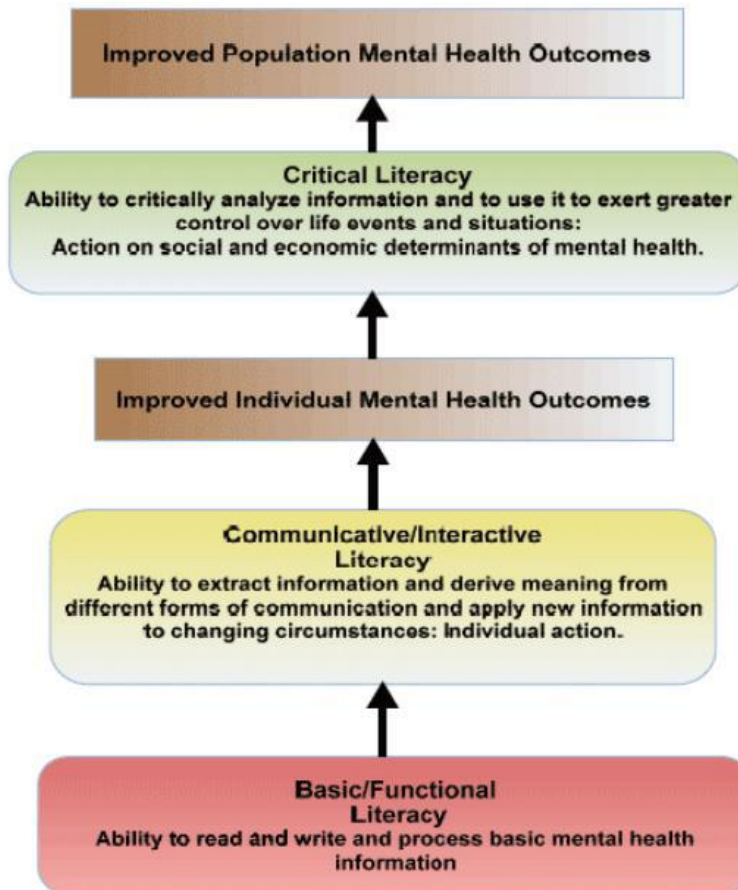 Improved Population Mental Health Outcomes
Critical Literacy
Ability to critically analyze information and to use it to exert greater
control over life events and situations:
Action on social and economic determinants of mental health.
Improved Individual Mental Health Outcomes
Communicative/Interactive
Literacy
Ability to extract information and derive meaning from
different forms of communication and apply new information
to changing circumstances: Individual action.
Basic/Functional
Literacy
Ability to read and write and process basic mental health
information